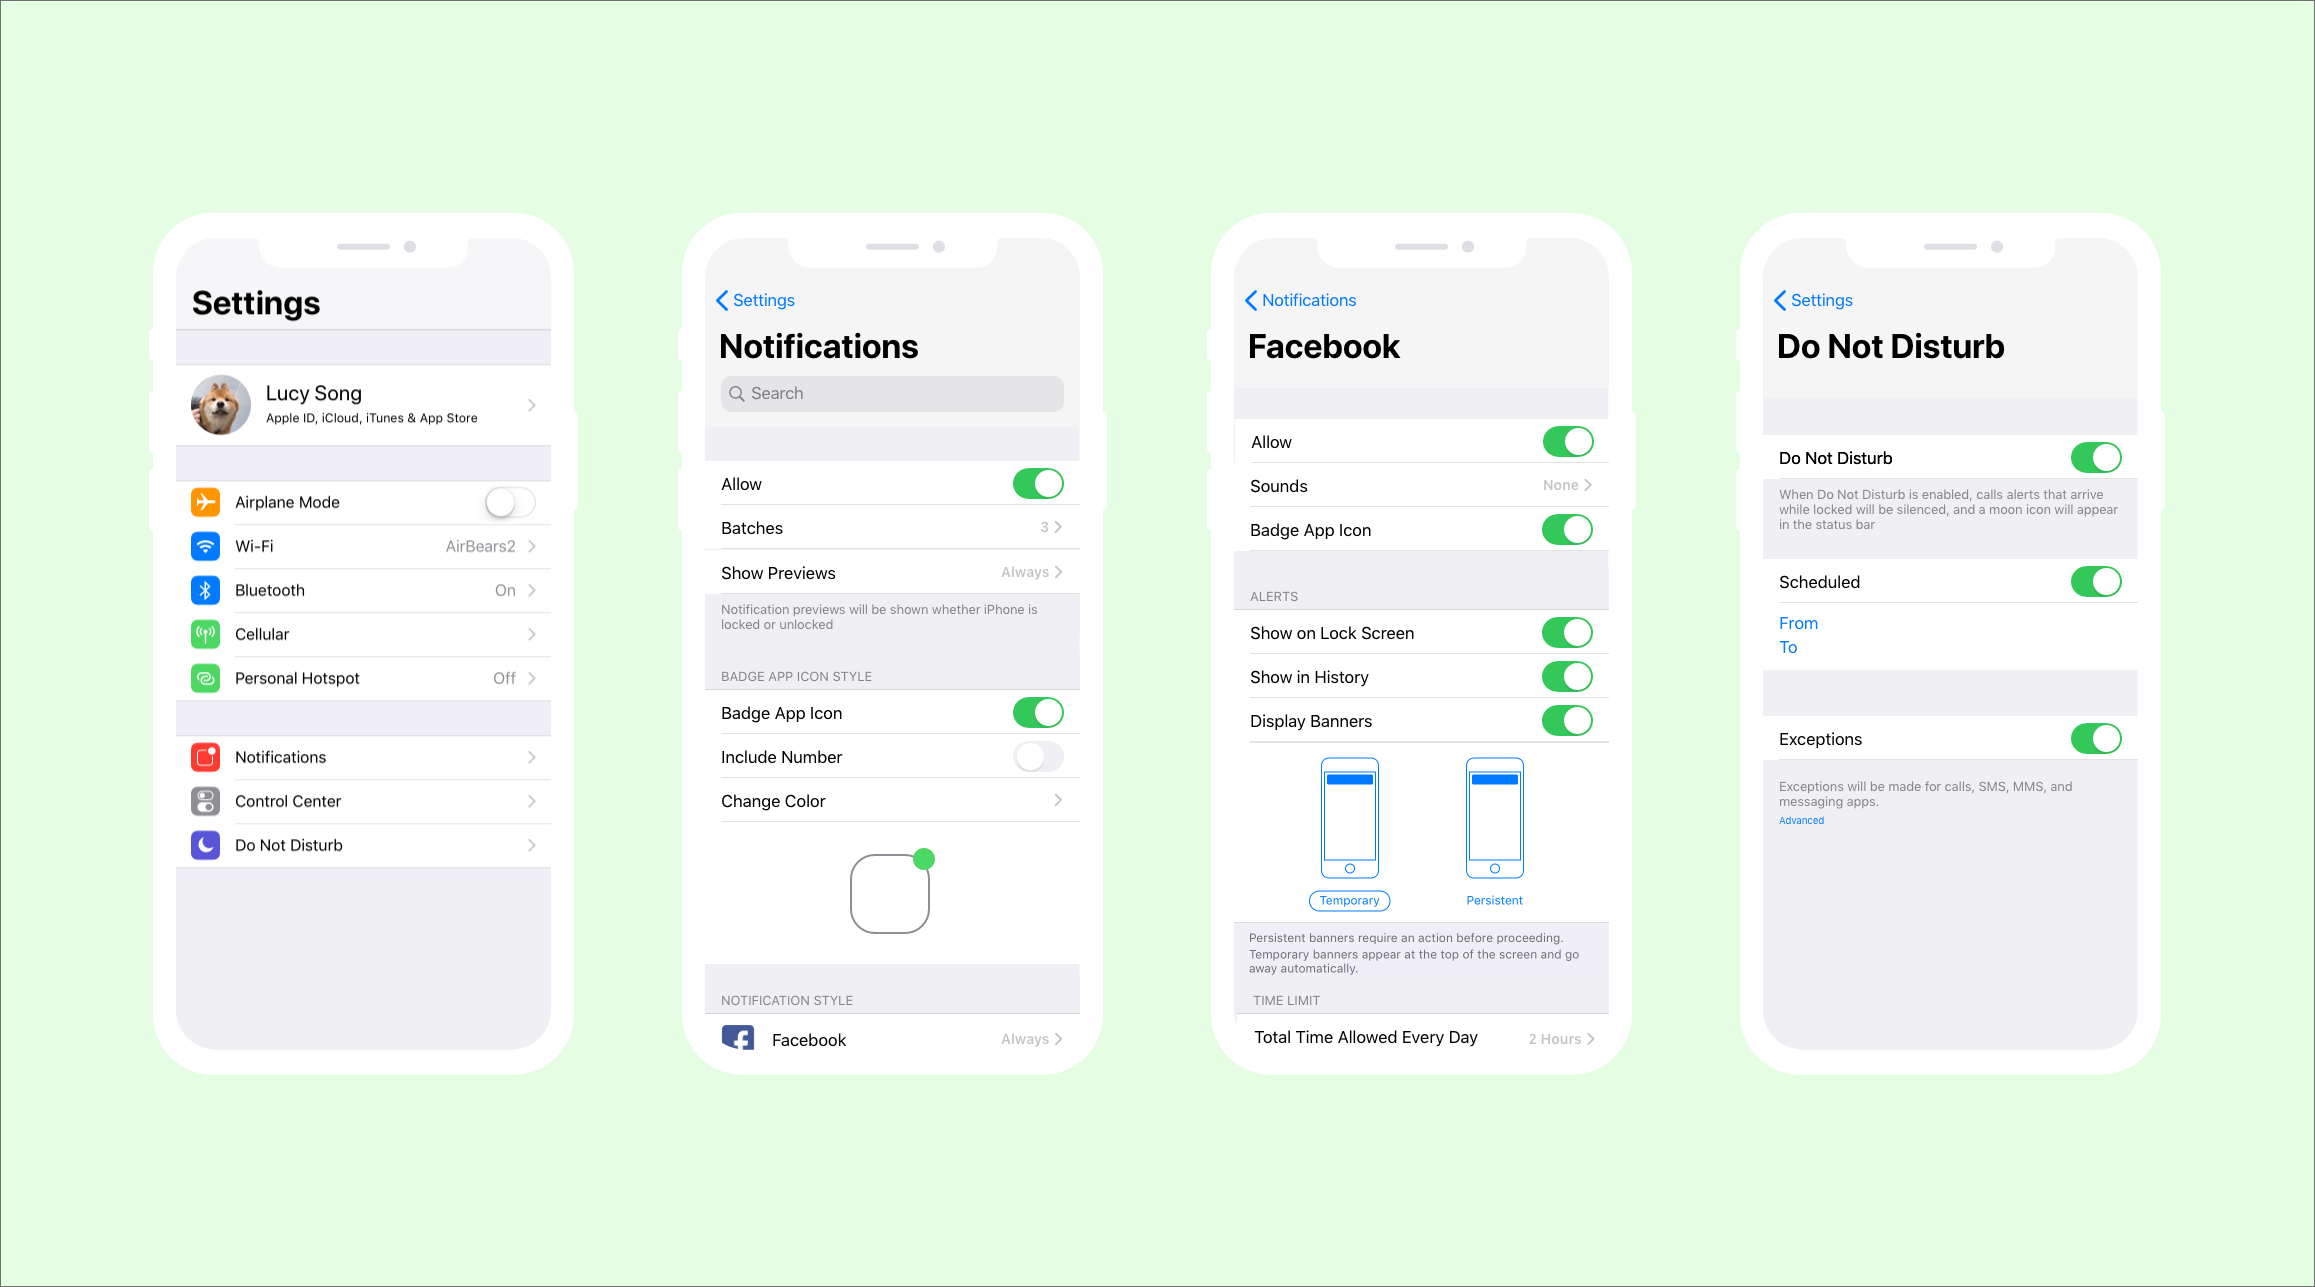 Settings
Lucy Song
Apple ID, iCloud, iTunes & App Store
Airplane Mode
Wi-Fi AirBears2
Bluetooth On
Cellular
Personal Hotspot Off
Notifications
Control Center
Do Not Disturb
Settings
Notifications
Search
Allow
Batches 3
Show Previews Always
Notification previews will be shown whether iPhone is
locked or unlocked
BADGE APP ICON STYLE
Badge App Icon
Include Number
Change Color
NOTIFICATION STYLE
Facebook Always
Notifications
Facebook
Allow
Sounds None
Badge App Icon
ALERTS
Show on Lock Screen
Show in History
Display Banners
Temporary Persistent
Persistent banners require an action before proceeding.
Temporary banners appear at the top of the screen and go
away automatically.
TIME LIMIT
Total Time Allowed Every Day 2 Hours
Settings
Do Not Disturb
Do Not Disturb
When Do Not Disturb is enabled, calls alerts that arrive
while locked will be silenced, and a moon icon will appear
in the status bar
Scheduled
From
To
Exceptions
Exceptions will be made for calls, SMS, MMS, and
messaging apps.
Advanced